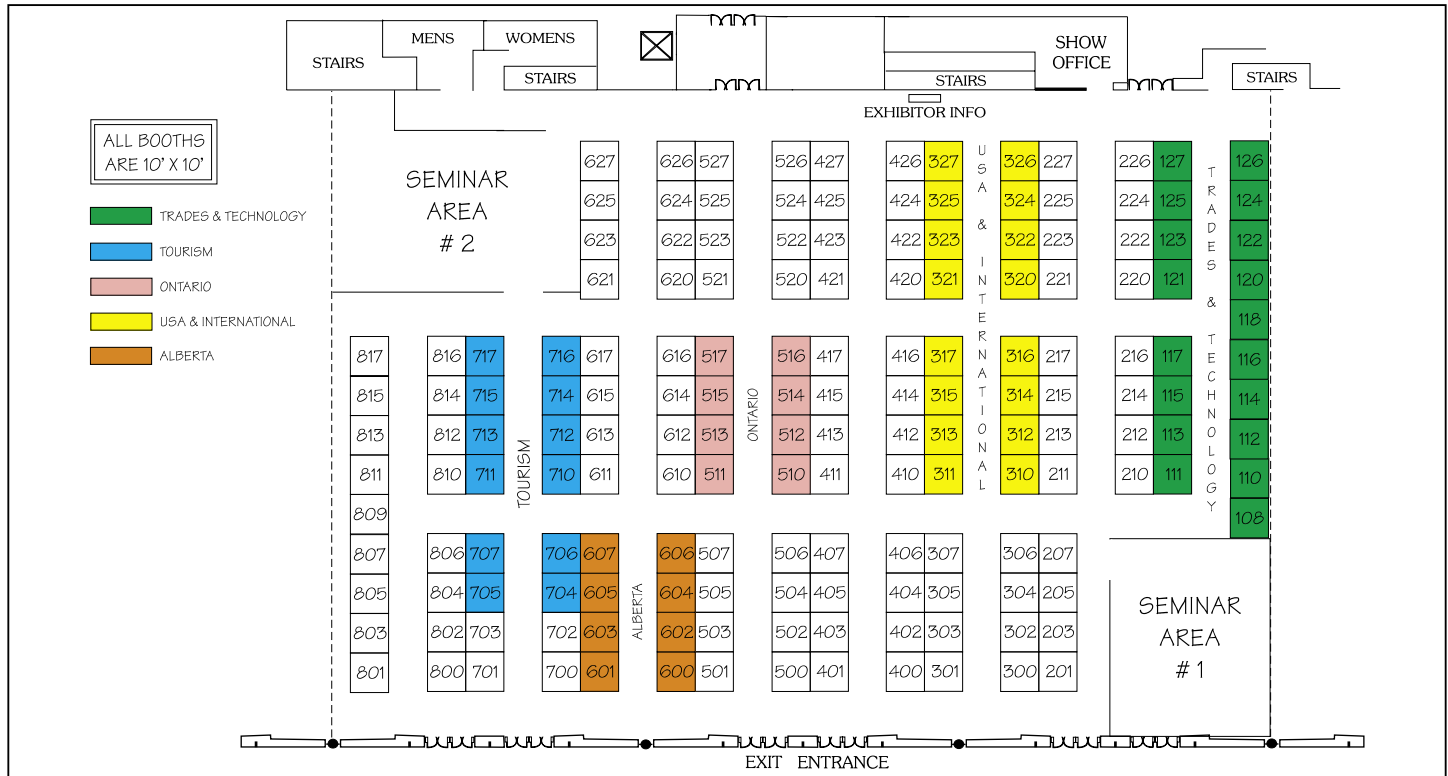 MENS
WOMENS
STAIRS
STAIRS
SHOW
OFFICE
STAIRS
STAIRS
EXHIBITOR INFO
ALL BOOTHS
ARE 10' X 10'
TRADES & TECHNOLOGY
TOURISM
ONTARIO
USA & INTERNATIONAL
ALBERTA
SEMINAR
AREA
# 2
627 626 527 526 427 426 327 326 227 226 127 126
625 624 525 524 425 424 325 324 225 224 125 124
623 622 523 522 423 422 323 322 223 222 123 122
621 620 521 520 421 420 321 320 221 220 121 120
118
817 816 717 716 617 616 517 516 417 416 317 316 217 216 117 116
815 814 715 714 615 614 515 514 415 414 315 314 215 214 115 114
813 812 713 712 613 612 513 512 413 412 313 312 213 212 113 112
811 810 711 710 611 610 511 510 411 410 311 310 211 210 111 110
809 108
807 806 707 706 607 606 507 506 407 406 307 306 207
805 804 705 704 605 604 505 504 405 404 305 304 205
803 802 703 702 603 602 503 502 403 402 303 302 203
801 800 701 700 601 600 501 500 401 400 301 300 201
TOURISM
ALBERTA
ONTARIO
USA & INTERNATIONAL
TRADES & TECHNOLOGY
SEMINAR
AREA
# 1
EXIT ENTRANCE